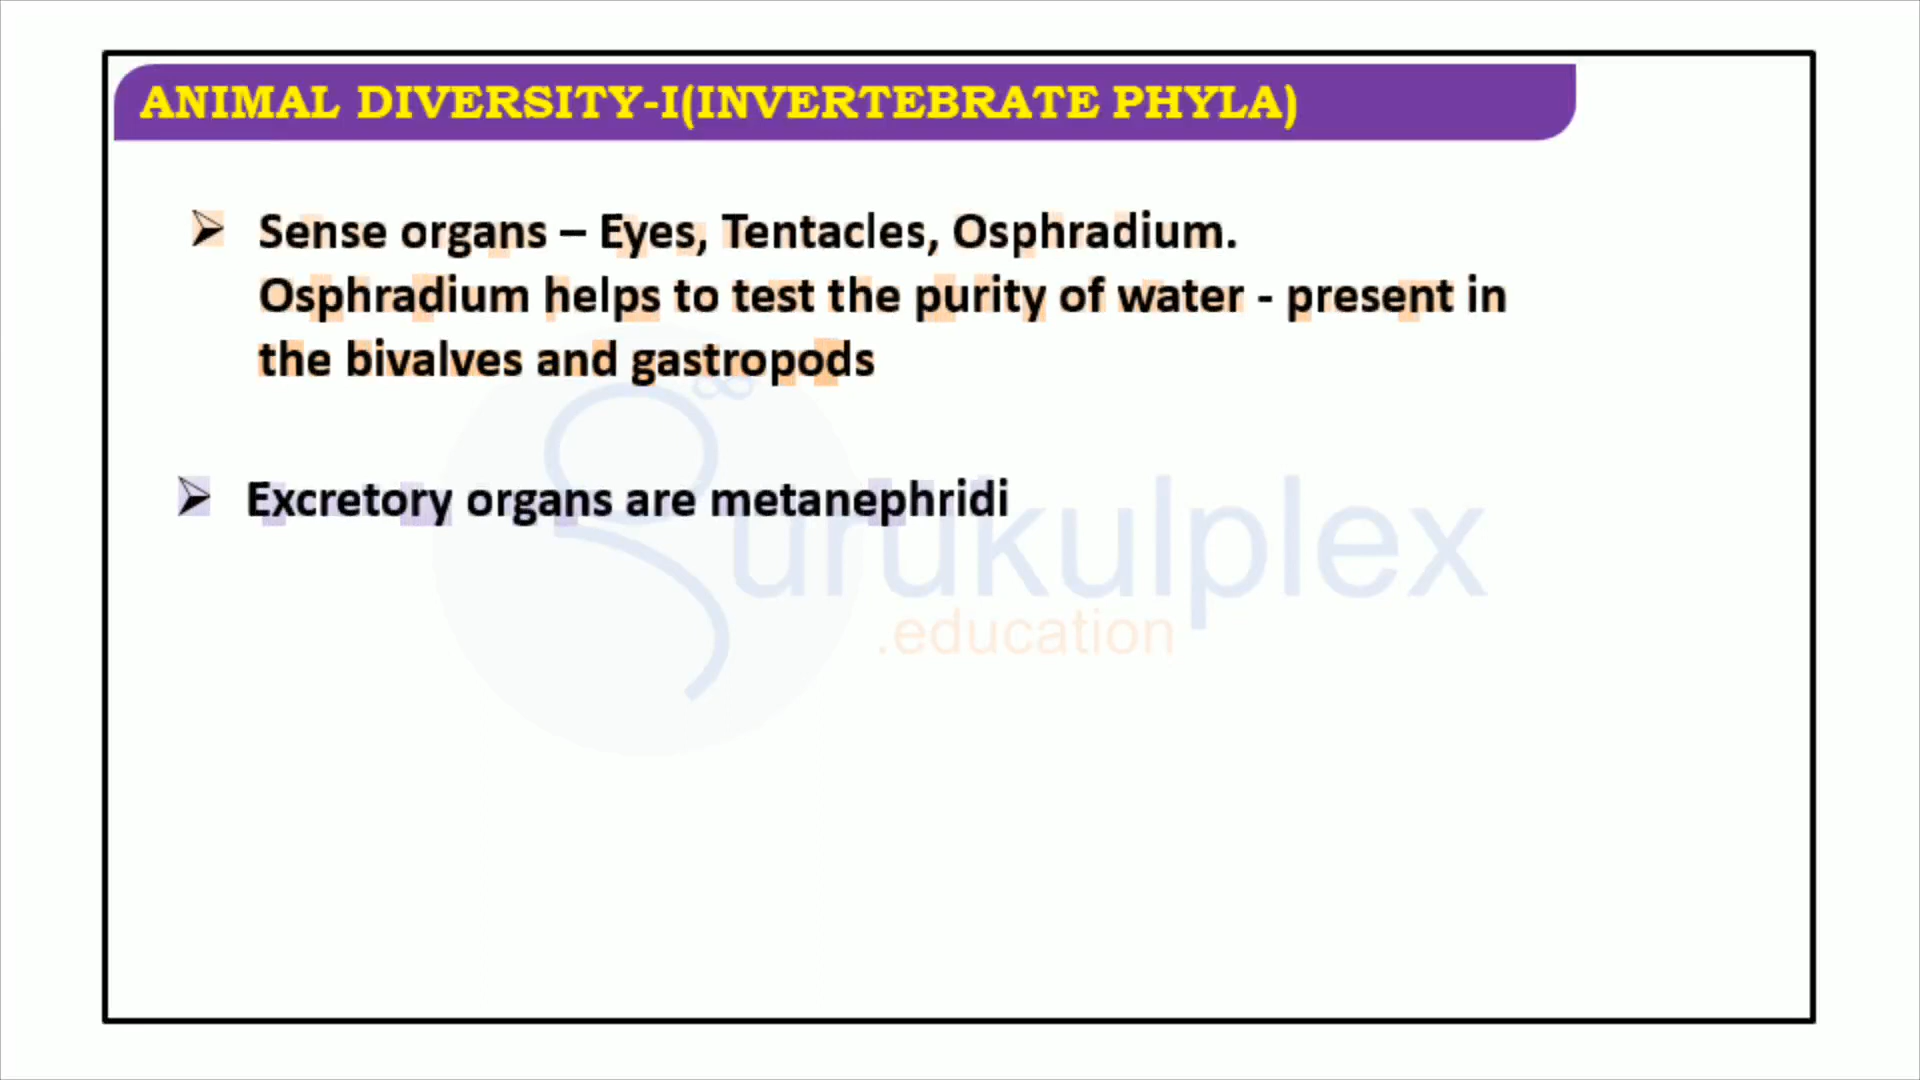 ANIMAL DIVERSITY-I(INVERTEBRATE PHYLA)
➢ Sense organs – Eyes, Tentacles, Osphradium.
Osphradium helps to test the purity of water - present in
the bivalves and gastropods
➢ Excretory organs are metanephridi
gurukulplex
.education